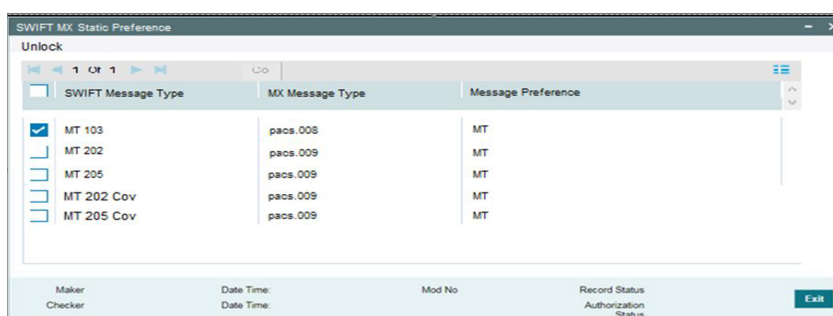 SWIFT MX Static Preference
Unlock
1 Of 1 Go
SWIFT Message Type MX Message Type Message Preference
MT 103 pacs.008 MT
MT 202 pacs.009 MT
MT 205 pacs.009 MT
MT 202 Cov pacs.009 MT
MT 205 Cov pacs.009 MT
Maker Date Time: Mod No Record Status
Checker Date Time: Authorization Status
Exit